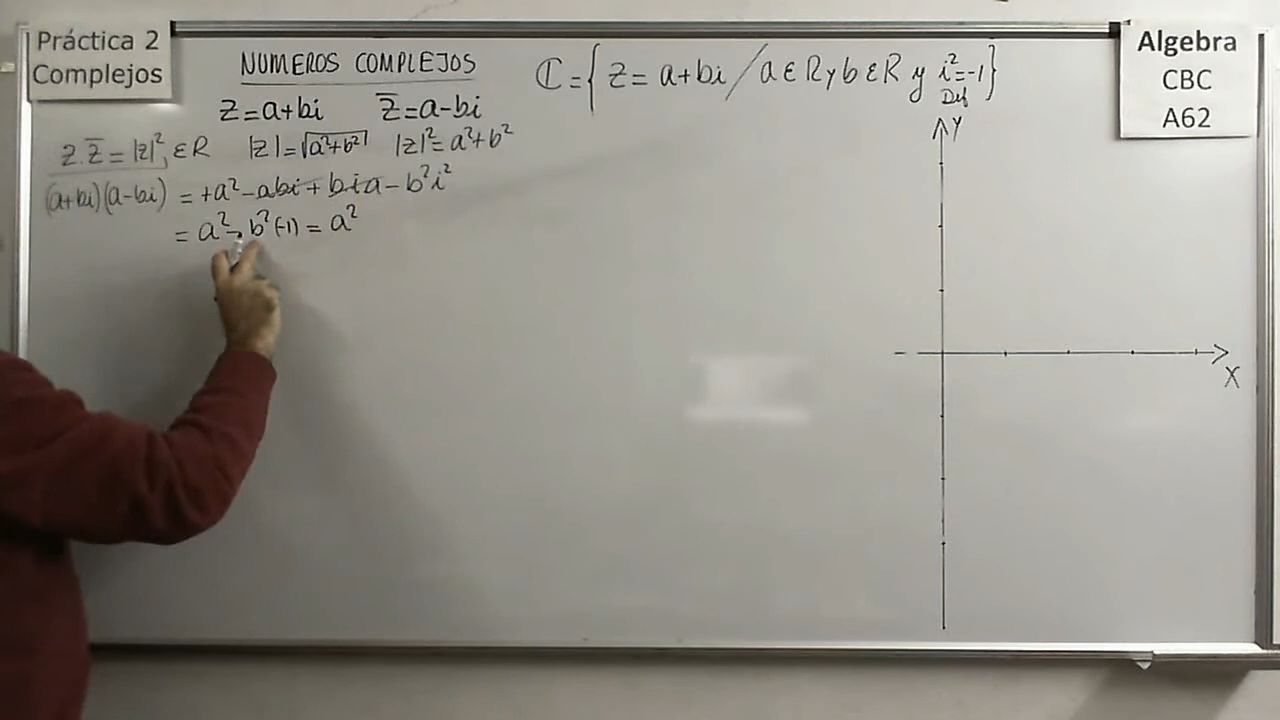 Práctica 2
Complejos
NUMEROS COMPLEJOS
z=a+bi z̅=a-bi
z.z̅=|z|², ε R |z|=√a²+b² |z|²=a²+b²
(a+bi)(a-bi) = +a²-abi+bia-b²i²
= a²-b²(-1) = a²
ℂ={z=a+bi/a ε R y b ε R y i²=-1}
Def
Y
X
Algebra
CBC
A62